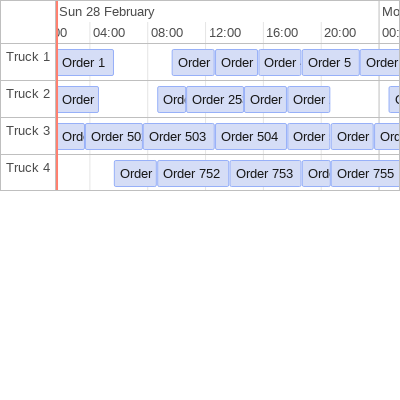 Sun 28 February
Mo
00 04:00 08:00 12:00 16:00 20:00 00:
Truck 1 Order 1 Order Order Order Order 5 Order
Truck 2 Order Ord Order 25 Order Order
Truck 3 Ord Order 50 Order 503 Order 504 Order Order Ord
Truck 4 Order Order 752 Order 753 Ord Order 755